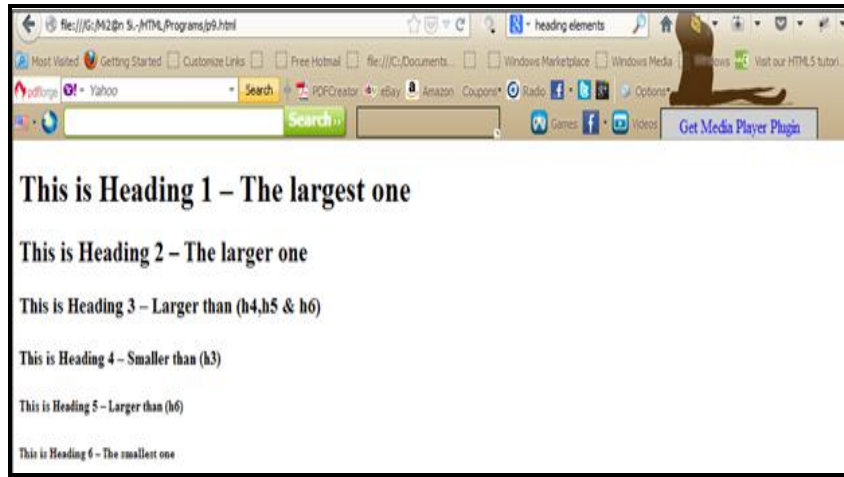 file:///G:/Mi2@n S.-/HTML/Programs/p9.html heading elements
Most Visited Getting Started Customize Links Free Hotmail file:///C:/Documents... Windows Marketplace Windows Media Visit our HTML5 tutori...
pdfforge Yahoo Search PDFCreator eBay Amazon Coupons Radio Options
Search Games Videos Get Media Player Plugin
This is Heading 1 – The largest one
This is Heading 2 – The larger one
This is Heading 3 – Larger than (h4,h5 & h6)
This is Heading 4 – Smaller than (h3)
This is Heading 5 – Larger than (h6)
This is Heading 6 – The smallest one